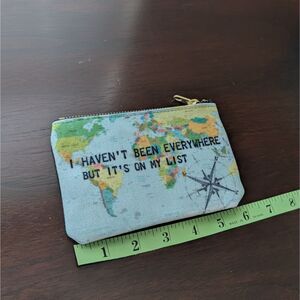 I HAVEN'T BEEN EVERYWHERE
BUT IT'S ON MY LIST
1 2 3 4 5 6 7 8